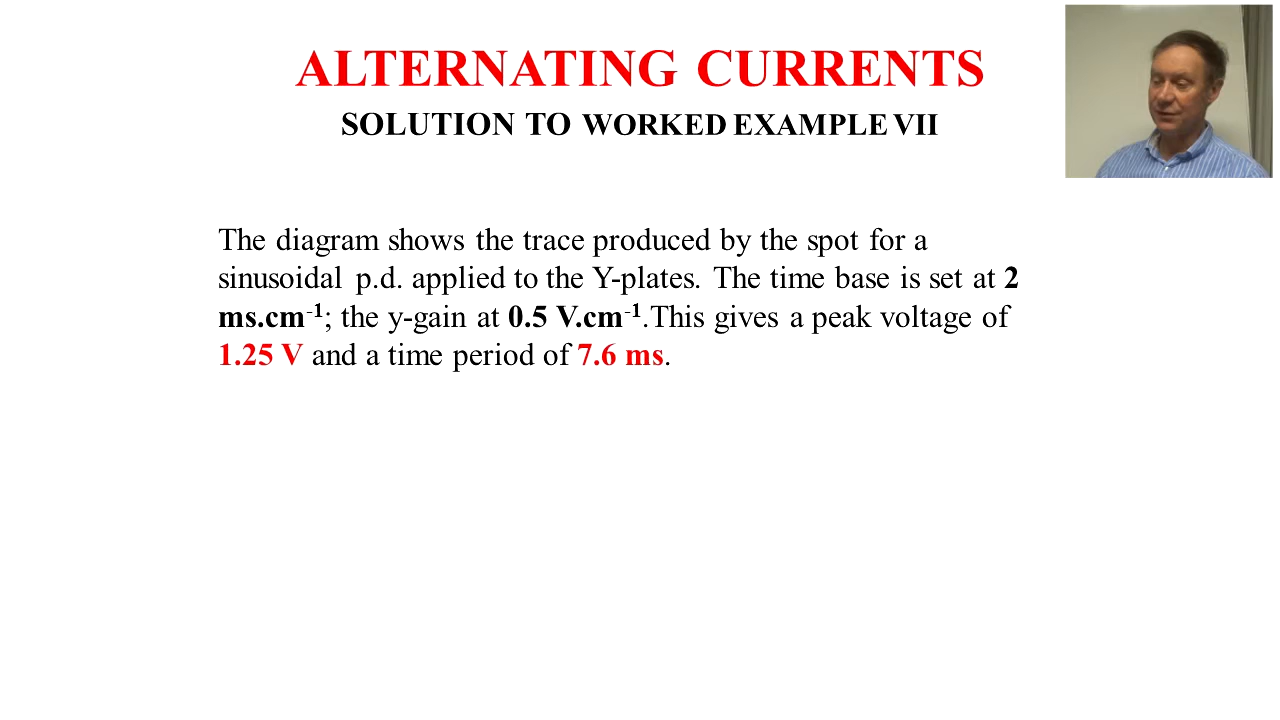 ALTERNATING CURRENTS
SOLUTION TO WORKED EXAMPLE VII
The diagram shows the trace produced by the spot for a
sinusoidal p.d. applied to the Y-plates. The time base is set at 2
ms.cm⁻¹; the y-gain at 0.5 V.cm⁻¹.This gives a peak voltage of
1.25 V and a time period of 7.6 ms.